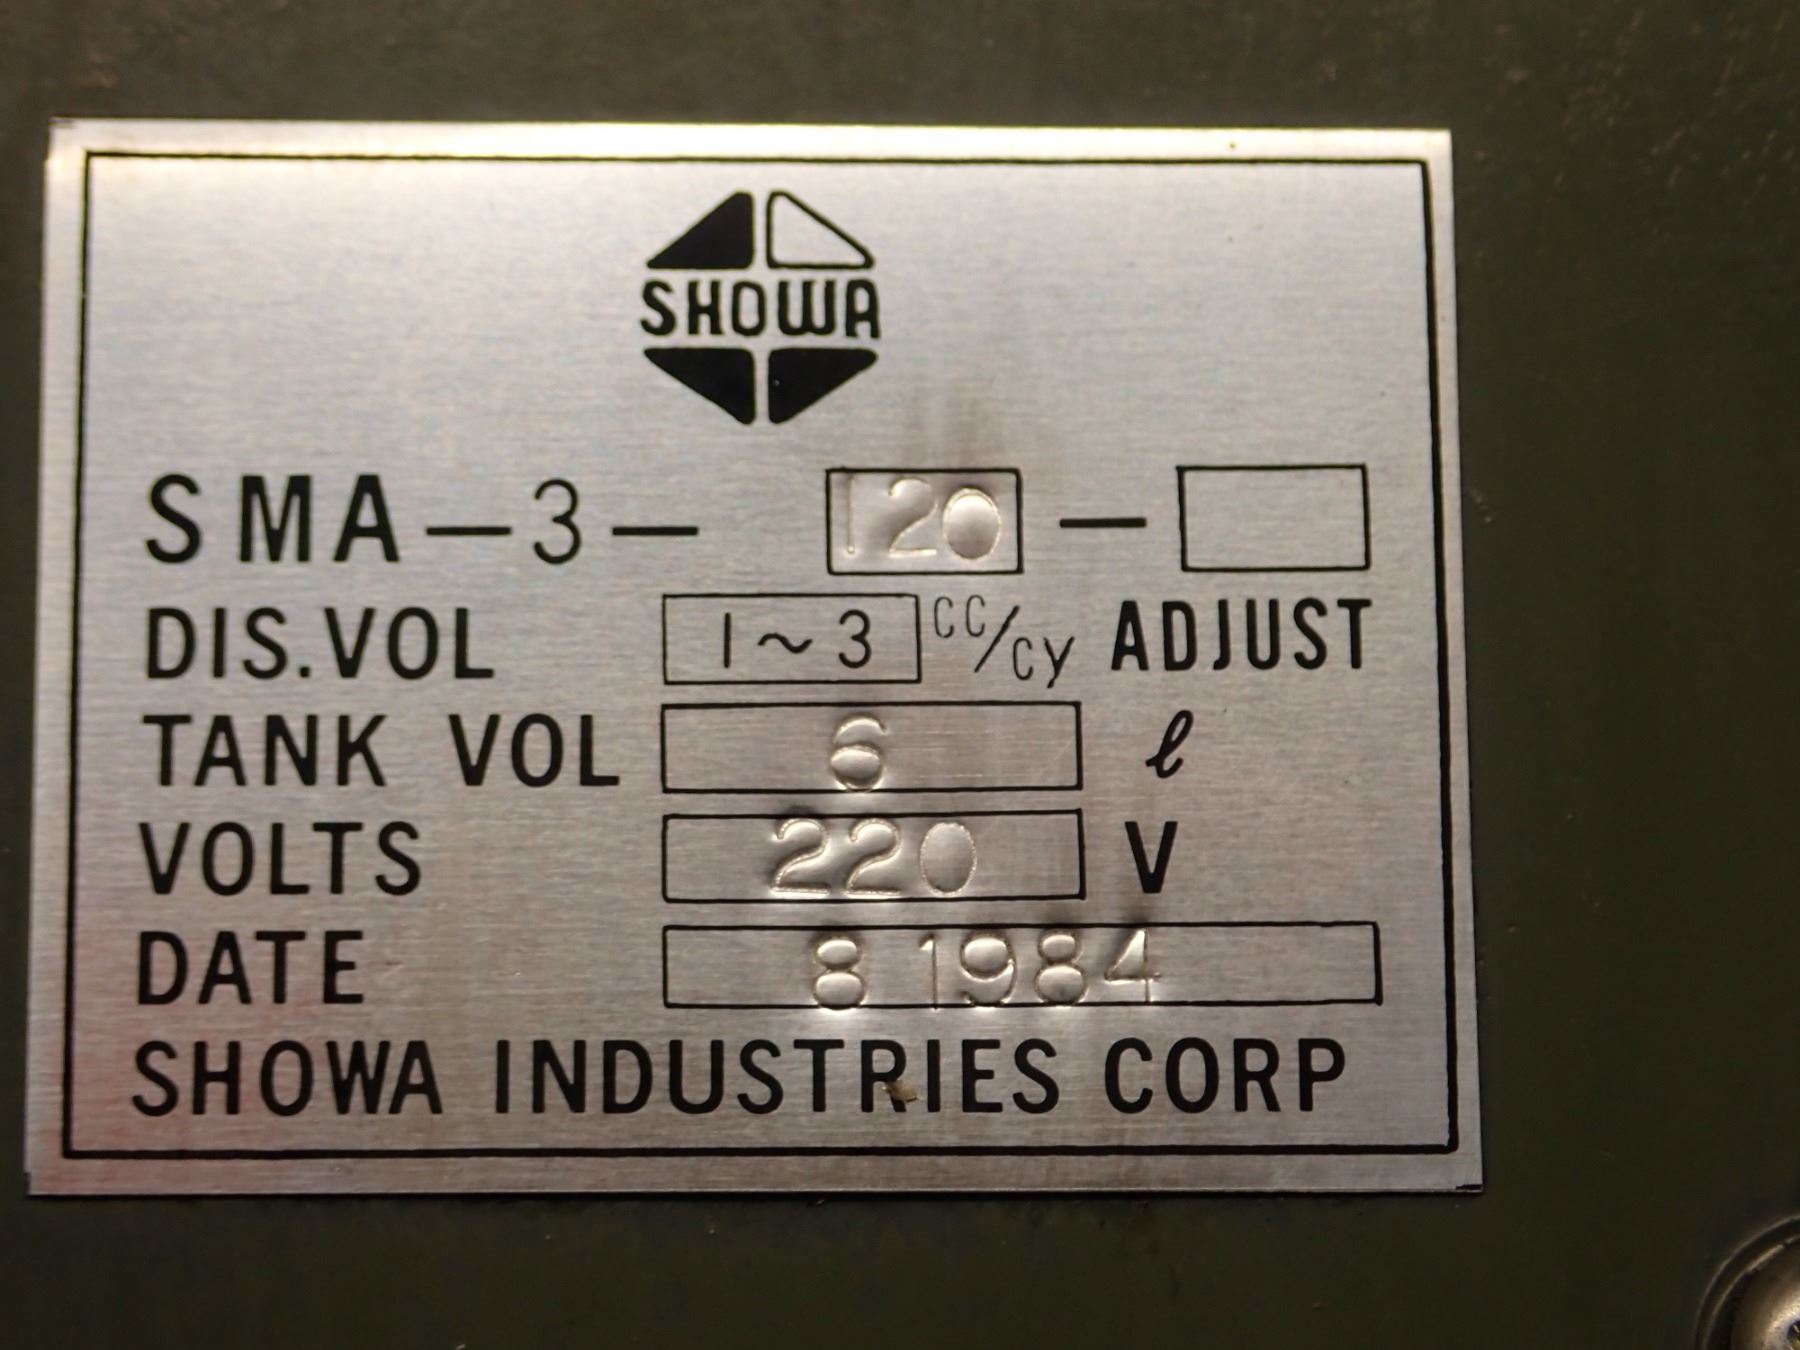 SHOWA
SMA-3- 120 -
DIS.VOL 1~3 CC/CY ADJUST
TANK VOL 6 ℓ
VOLTS 220 V
DATE 8 1984
SHOWA INDUSTRIES CORP